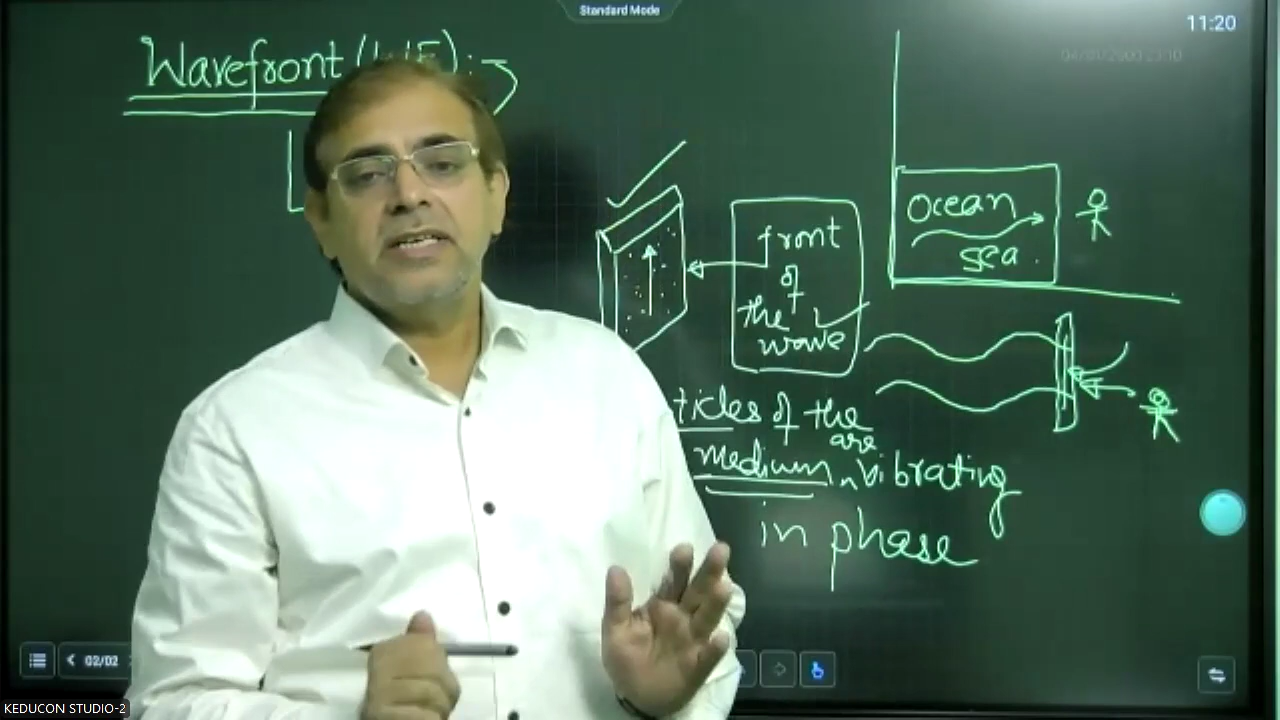 Standard Mode
11:20
Wavefront (WF):-
ocean
sea
front
of
the
wave
ticles of the
are
medium vibrating
in phase
02/02
KEDUCON STUDIO-2